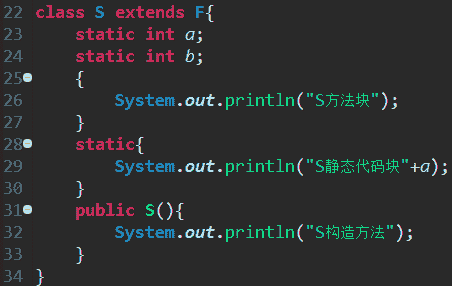 22 class S extends F{
23     static int a;
24     static int b;
25     {
26         System.out.println("S方法块");
27     }
28     static{
29         System.out.println("S静态代码块"+a);
30     }
31     public S(){
32         System.out.println("S构造方法");
33     }
34 }